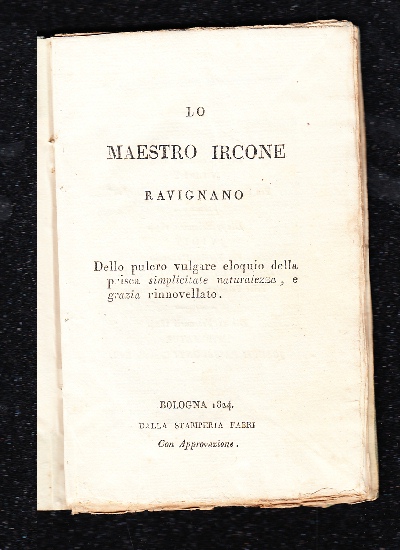 LO
MAESTRO IRCONE
RAVIGNANO
Dello pulcro vulgare eloquio della
prisca simplicitate naturalezza, e
grazia rinnovellato.
BOLOGNA 1824.
DALLA STAMPERIA FABRI
Con Approvazione.